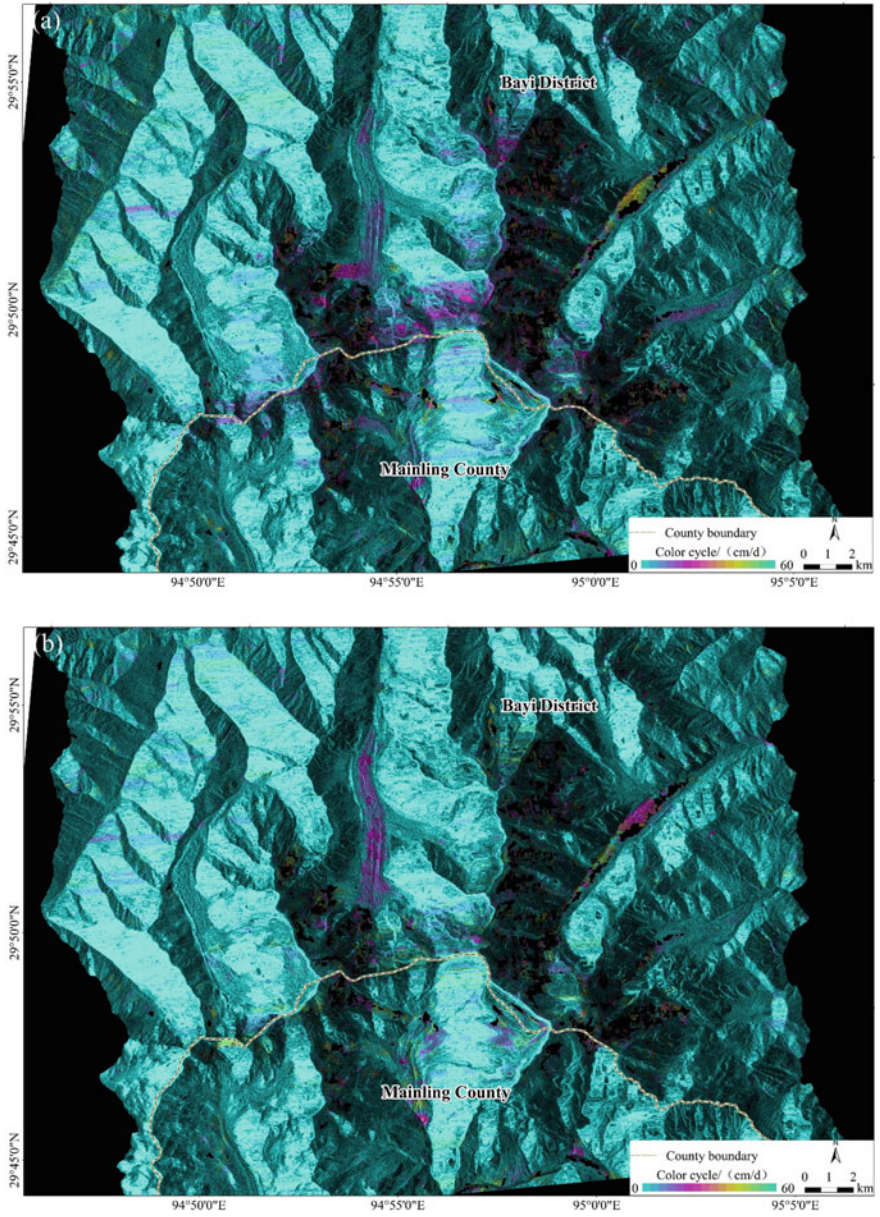 (a)
Bayi District
29°55'0"N
29°50'0"N
Mainling County
29°45'0"N
County boundary
N
Color cycle/（cm/d）
0 2
0 60
km
94°50'0"E
94°55'0"E
95°0'0"E
95°5'0"E
(b)
Bayi District
29°55'0"N
29°50'0"N
Mainling County
29°45'0"N
County boundary
N
Color cycle/（cm/d）
0 2
0 60
km
94°50'0"E
94°55'0"E
95°0'0"E
95°5'0"E